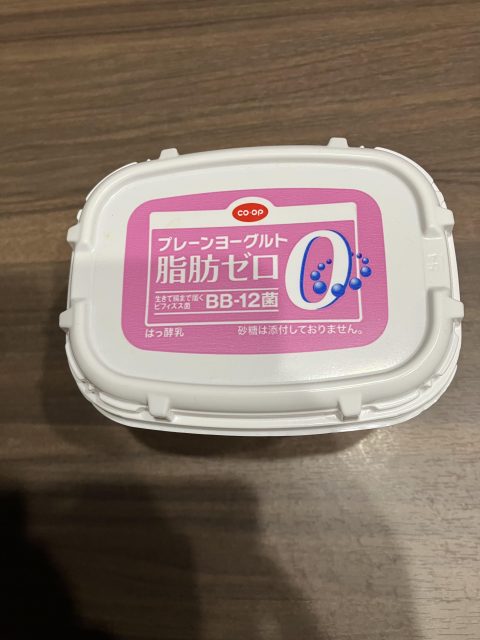 CO·OP
プレーンヨーグルト
脂肪ゼロ
0
生きて腸まで届く
ビフィズス菌
BB-12菌
はっ酵乳
砂糖は添付しておりません。